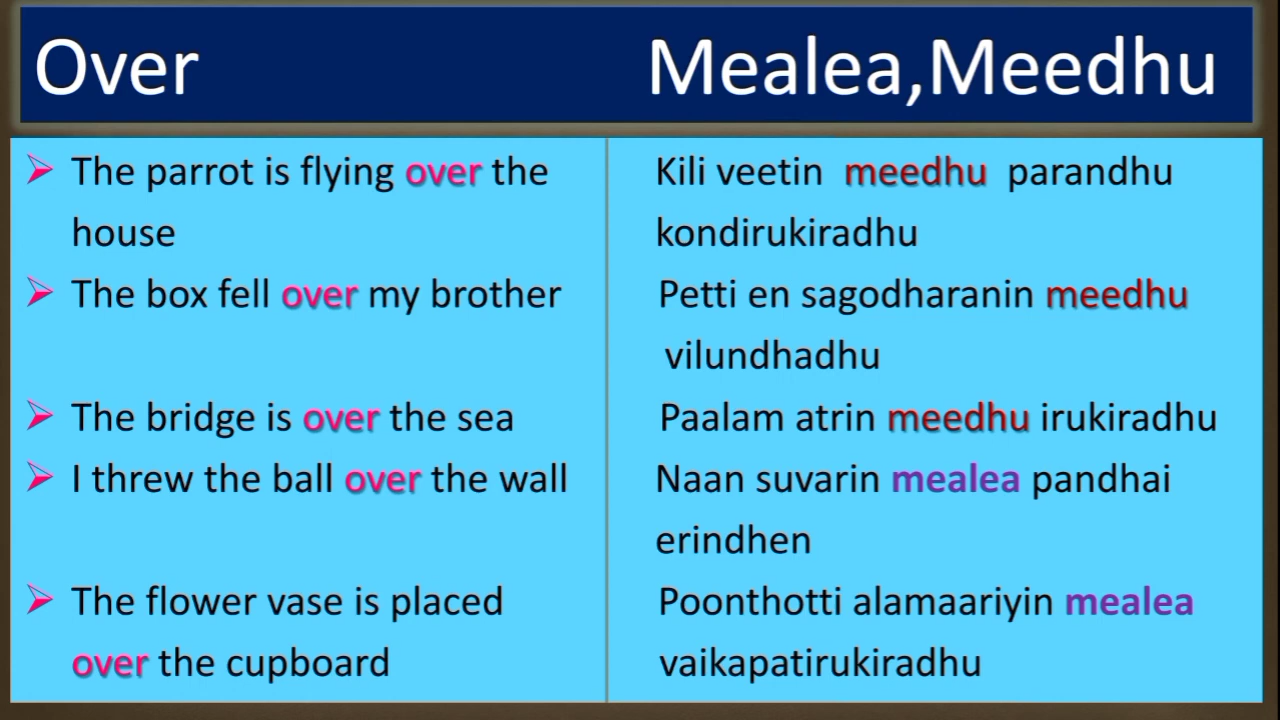 Over
Mealea,Meedhu
The parrot is flying over the
house
The box fell over my brother
The bridge is over the sea
I threw the ball over the wall
The flower vase is placed
over the cupboard
Kili veetin meedhu parandhu
kondirukiradhu
Petti en sagodharanin meedhu
vilundhadhu
Paalam atrin meedhu irukiradhu
Naan suvarin mealea pandhai
erindhen
Poonthotti alamaariyin mealea
vaikapatirukiradhu